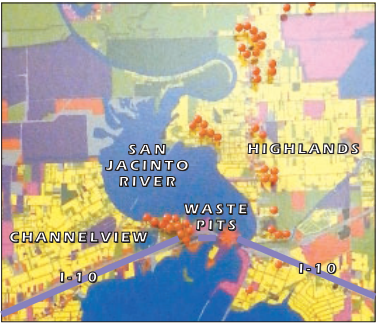 SAN
JACINTO
RIVER
HIGHLANDS
WASTE
PITS
CHANNELVIEW
I-10
I-10